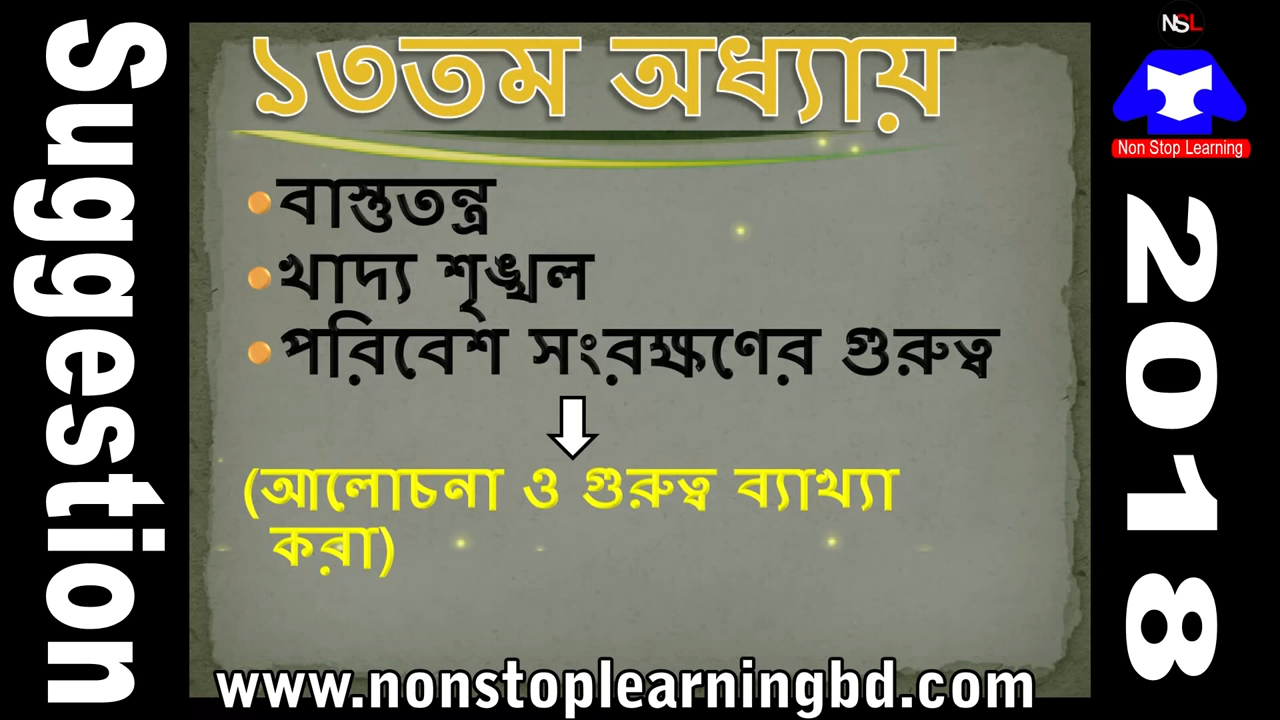 Suggestion
১৩তম অধ্যায়
বাস্তুতন্ত্র
খাদ্য শৃঙ্খল
পরিবেশ সংরক্ষণের গুরুত্ব
(আলোচনা ও গুরুত্ব ব্যাখ্যা
করা)
www.nonstoplearningbd.com
NSL
Non Stop Learning
2018